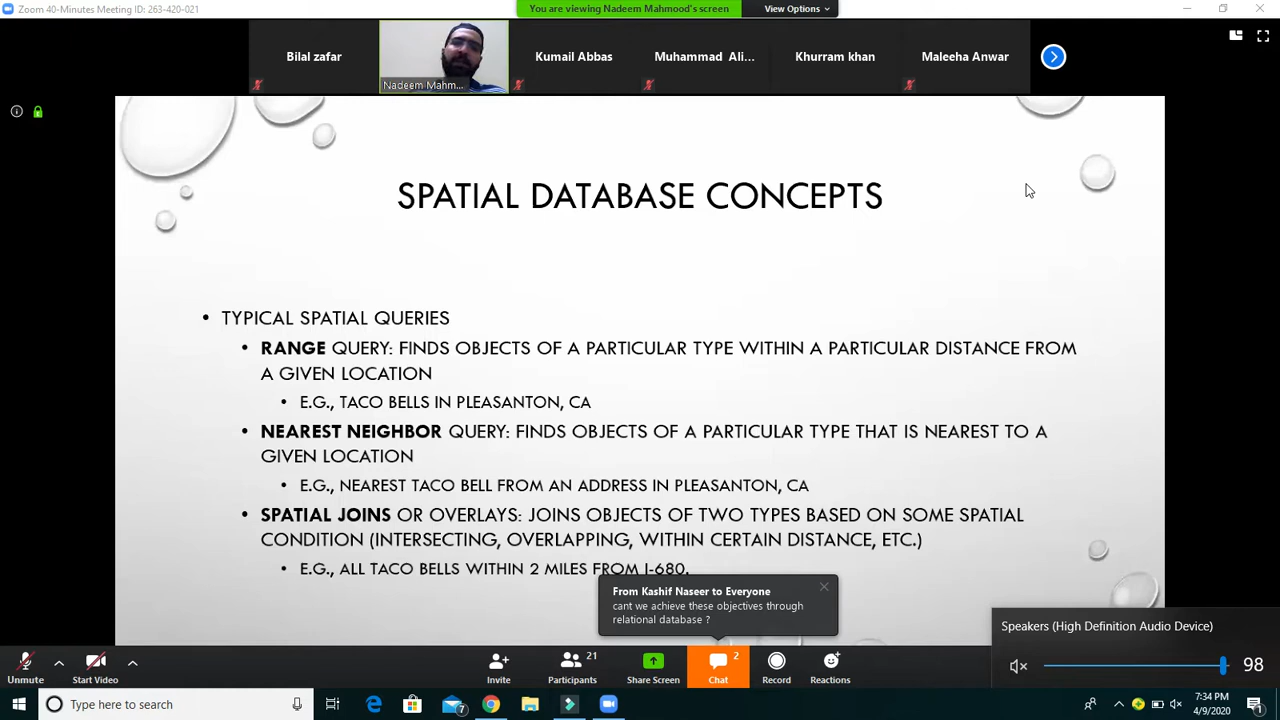 Zoom 40-Minutes Meeting ID: 263-420-021
You are viewing Nadeem Mahmood's screen
View Options
Bilal zafar
Nadeem Mahm...
Kumail Abbas
Muhammad Ali...
Khurram khan
Maleeha Anwar
SPATIAL DATABASE CONCEPTS
• TYPICAL SPATIAL QUERIES
• RANGE QUERY: FINDS OBJECTS OF A PARTICULAR TYPE WITHIN A PARTICULAR DISTANCE FROM
A GIVEN LOCATION
• E.G., TACO BELLS IN PLEASANTON, CA
• NEAREST NEIGHBOR QUERY: FINDS OBJECTS OF A PARTICULAR TYPE THAT IS NEAREST TO A
GIVEN LOCATION
• E.G., NEAREST TACO BELL FROM AN ADDRESS IN PLEASANTON, CA
• SPATIAL JOINS OR OVERLAYS: JOINS OBJECTS OF TWO TYPES BASED ON SOME SPATIAL
CONDITION (INTERSECTING, OVERLAPPING, WITHIN CERTAIN DISTANCE, ETC.)
• E.G., ALL TACO BELLS WITHIN 2 MILES FROM I-680.
From Kashif Naseer to Everyone
cant we achieve these objectives through
relational database ?
Speakers (High Definition Audio Device)
98
Unmute
Start Video
Invite
21
Participants
Share Screen
2
Chat
Record
Reactions
Type here to search
7
7:34 PM
4/9/2020
1